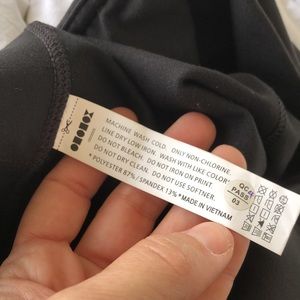 OMONOX
MACHINE WASH COLD. ONLY NON-CHLORINE.
LINE DRY LOW IRON. WASH WITH LIKE COLOR
DO NOT BLEACH. DO NOT IRON ON PRINT.
DO NOT DRY CLEAN. DO NOT USE SOFTNER.
* POLYESTER 87% / SPANDEX 13% * MADE IN VIETNAM
QC
PASS
03